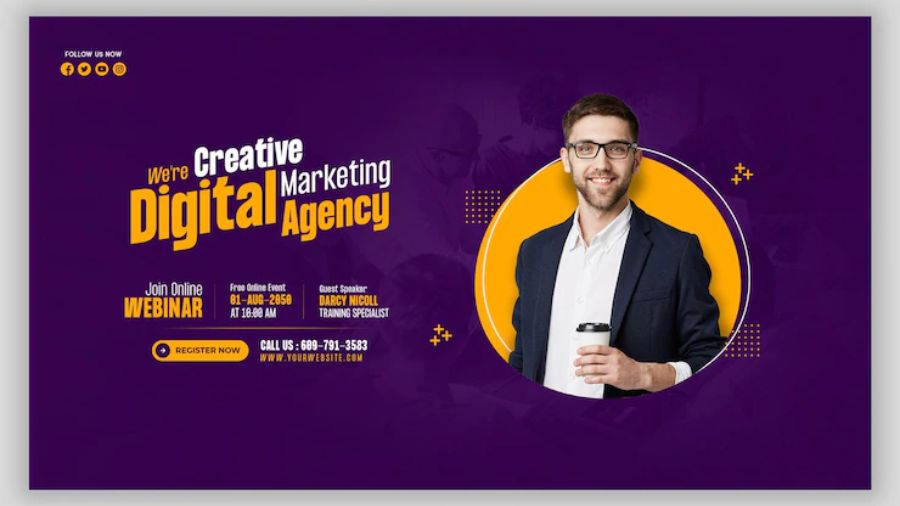 FOLLOW US NOW
We're Creative
Digital Marketing
Agency
Join Online
WEBINAR
Free Online Event
01-AUG-2050
AT 10:00 AM
Guest Speaker
DARCY NICOLL
TRAINING SPECIALIST
REGISTER NOW
CALL US : 609-791-3583
WWW.YOURWEBSITE.COM